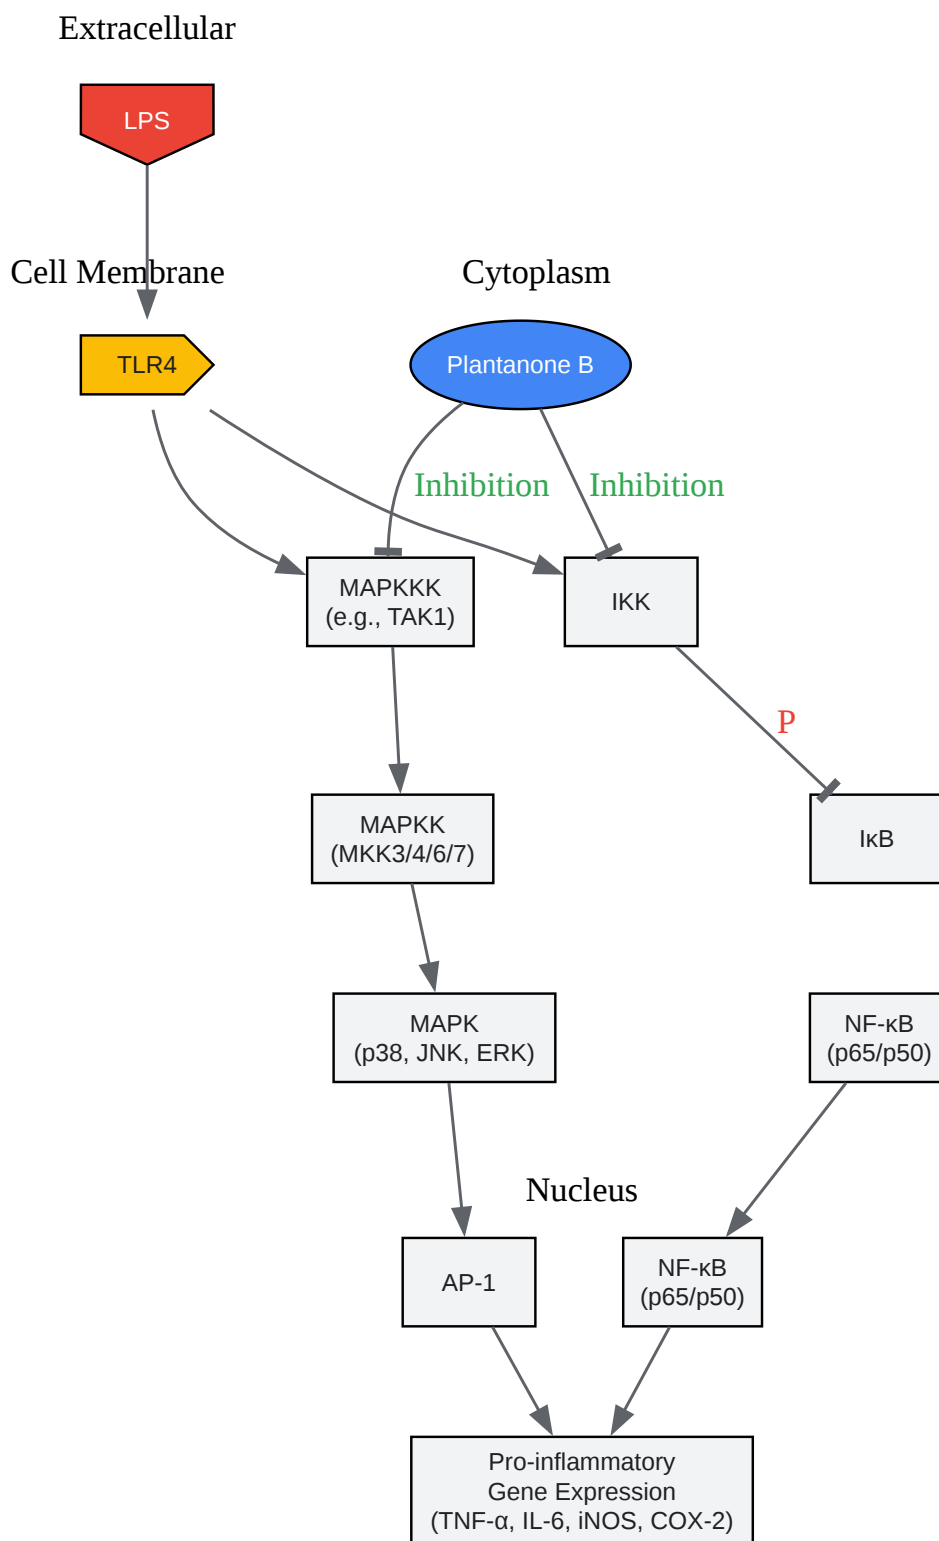 Extracellular
LPS
Cell Membrane
Cytoplasm
TLR4
Plantanone B
Inhibition
Inhibition
MAPKKK
(e.g., TAK1)
IKK
P
MAPKK
(MKK3/4/6/7)
IκB
MAPK
(p38, JNK, ERK)
NF-κB
(p65/p50)
Nucleus
AP-1
NF-κB
(p65/p50)
Pro-inflammatory
Gene Expression
(TNF-α, IL-6, iNOS, COX-2)